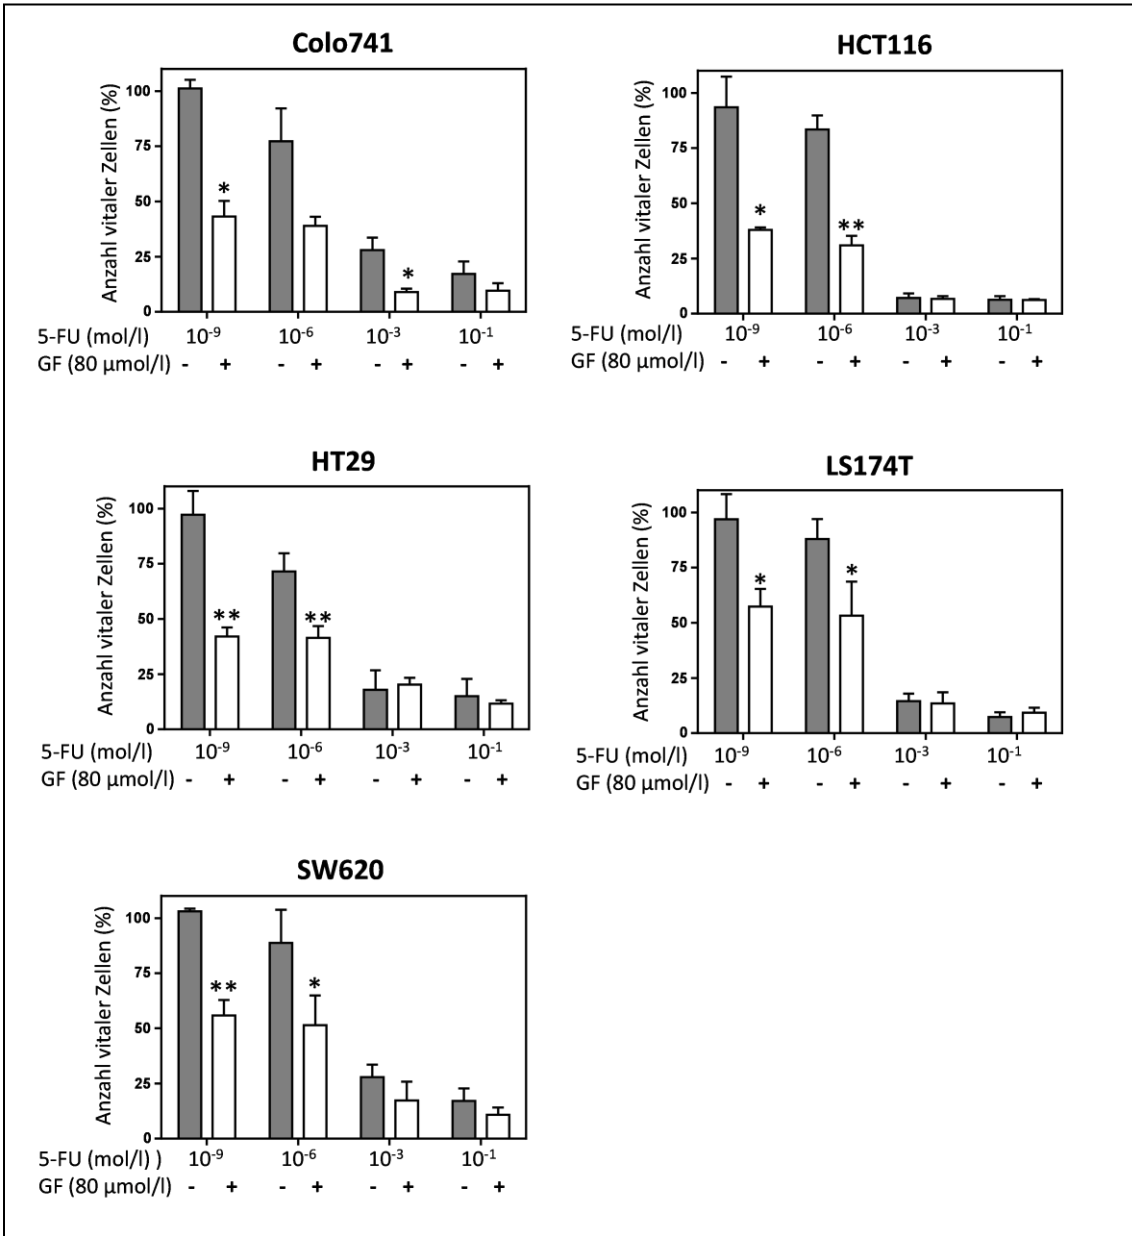 Colo741
Anzahl vitaler Zellen (%)
100
75
50
25
0
*
*
5-FU (mol/l) 10⁻⁹ 10⁻⁶ 10⁻³ 10⁻¹
GF (80 µmol/l) - + - + - + - +
HCT116
Anzahl vitaler Zellen (%)
100
75
50
25
0
*
**
5-FU (mol/l) 10⁻⁹ 10⁻⁶ 10⁻³ 10⁻¹
GF (80 µmol/l) - + - + - + - +
HT29
Anzahl vitaler Zellen (%)
100
75
50
25
0
**
**
5-FU (mol/l) 10⁻⁹ 10⁻⁶ 10⁻³ 10⁻¹
GF (80 µmol/l) - + - + - + - +
LS174T
Anzahl vitaler Zellen (%)
100
75
50
25
0
*
*
5-FU (mol/l) 10⁻⁹ 10⁻⁶ 10⁻³ 10⁻¹
GF (80 µmol/l) - + - + - + - +
SW620
Anzahl vitaler Zellen (%)
100
75
50
25
0
**
*
5-FU (mol/l) ) 10⁻⁹ 10⁻⁶ 10⁻³ 10⁻¹
GF (80 µmol/l) - + - + - + - +